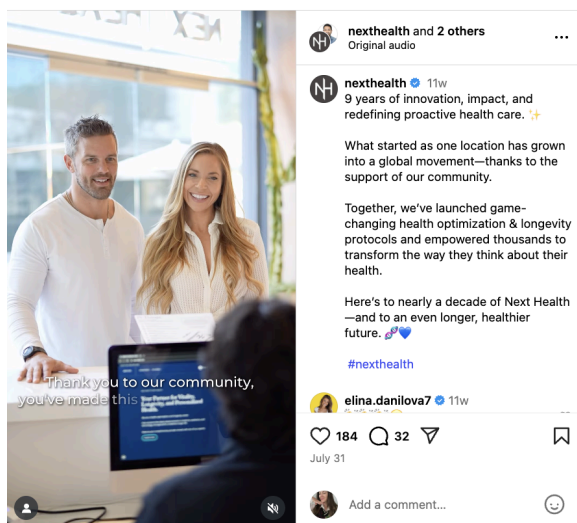 NEX
nexthealth and 2 others
Original audio
nexthealth 11w
9 years of innovation, impact, and
redefining proactive health care. ✨
What started as one location has grown
into a global movement—thanks to the
support of our community.
Together, we've launched game-
changing health optimization & longevity
protocols and empowered thousands to
transform the way they think about their
health.
Here's to nearly a decade of Next Health
—and to an even longer, healthier
future. 🧬💙
#nexthealth
elina.danilova7 11w
184 32
July 31
Add a comment...
Thank you to our community,
you've made this